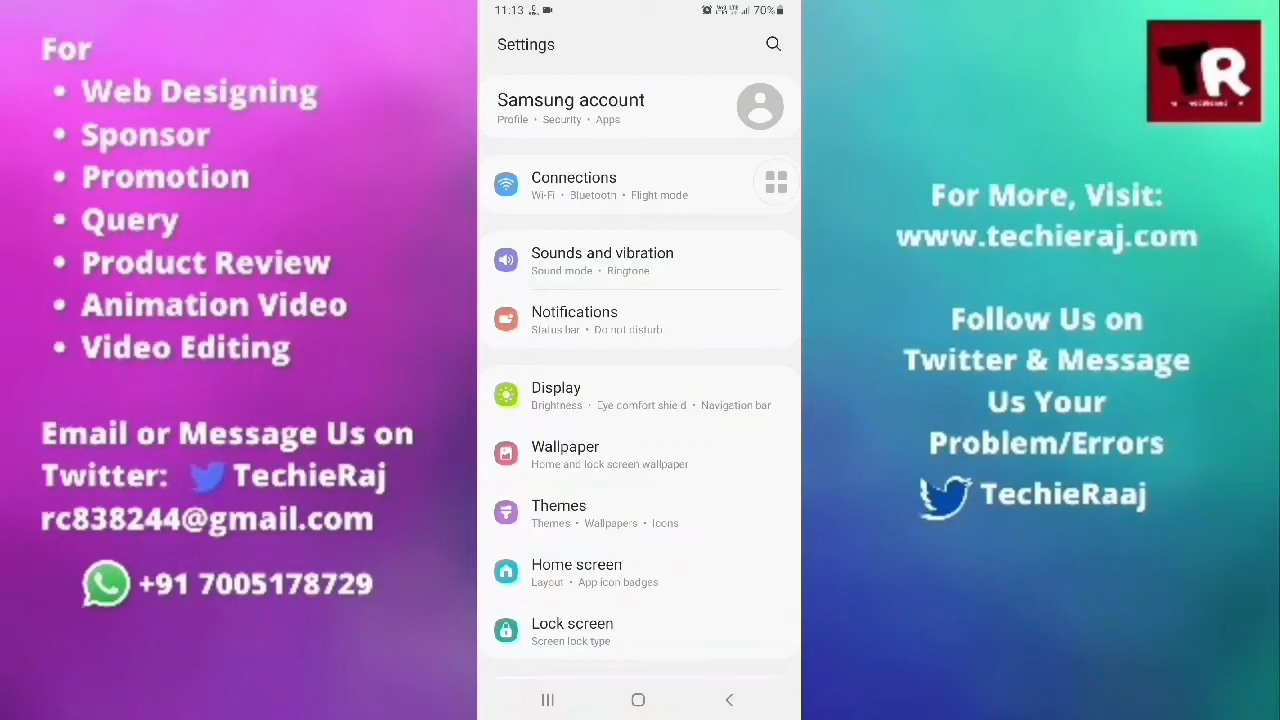 For
• Web Designing
• Sponsor
• Promotion
• Query
• Product Review
• Animation Video
• Video Editing
Email or Message Us on
Twitter: TechieRaj
rc838244@gmail.com
+91 7005178729
11:13
70%
Settings
Samsung account
Profile • Security • Apps
Connections
Wi-Fi • Bluetooth • Flight mode
Sounds and vibration
Sound mode • Ringtone
Notifications
Status bar • Do not disturb
Display
Brightness • Eye comfort shield • Navigation bar
Wallpaper
Home and lock screen wallpaper
Themes
Themes • Wallpapers • Icons
Home screen
Layout • App icon badges
Lock screen
Screen lock type
TR
For More, Visit:
www.techieraj.com
Follow Us on
Twitter & Message
Us Your
Problem/Errors
TechieRaaj